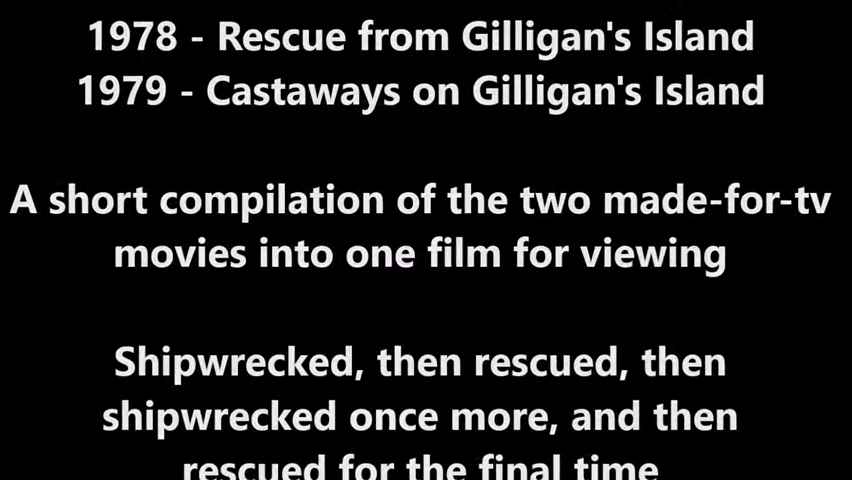 1978 - Rescue from Gilligan's Island
1979 - Castaways on Gilligan's Island
A short compilation of the two made-for-tv
movies into one film for viewing
Shipwrecked, then rescued, then
shipwrecked once more, and then
rescued for the final time